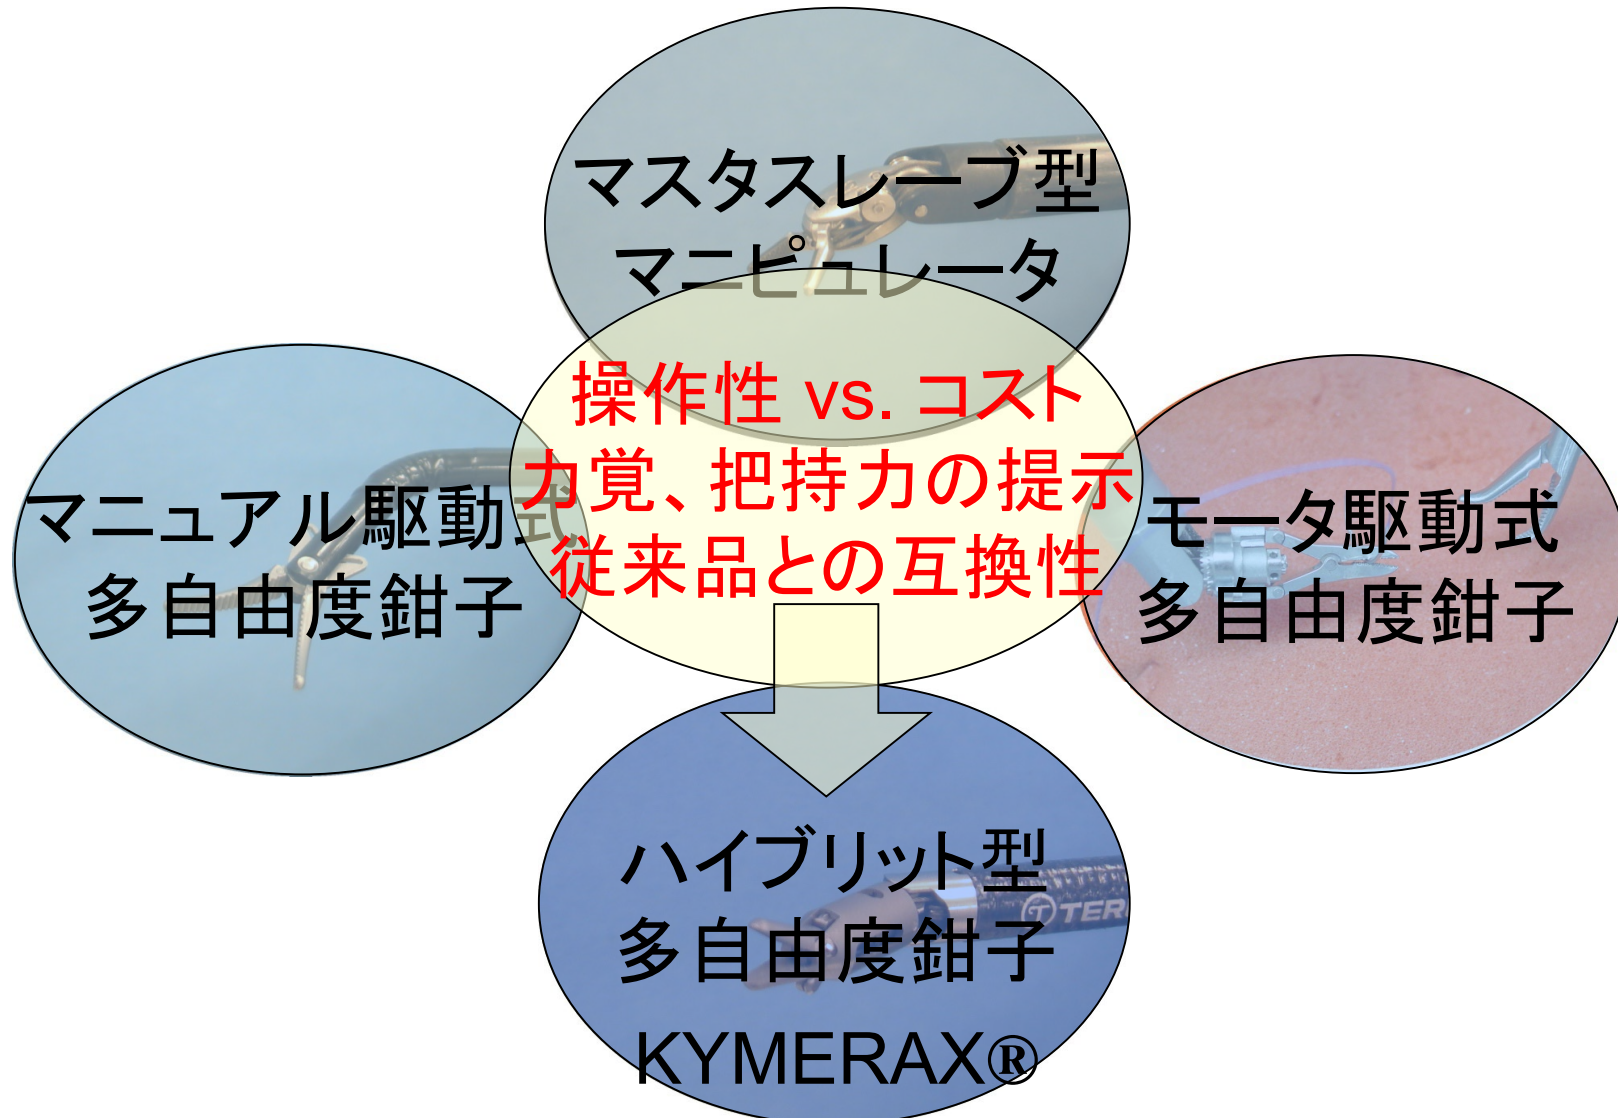 マスタスレーブ型
マニピュレータ
操作性 vs. コスト
力覚、把持力の提示
従来品との互換性
マニュアル駆動式
多自由度鉗子
モータ駆動式
多自由度鉗子
ハイブリット型
多自由度鉗子
KYMERAX®
T TER